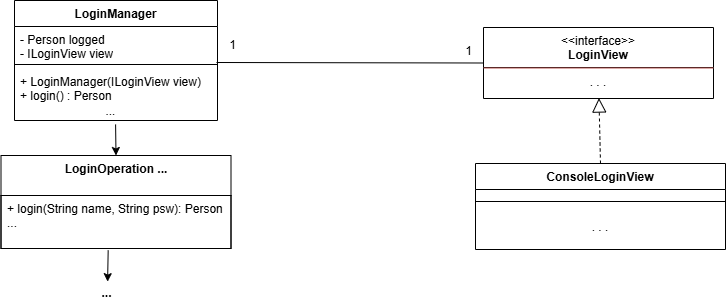 LoginManager
- Person logged
- ILoginView view
+ LoginManager(ILoginView view)
+ login() : Person
...
1
1
<<interface>>
LoginView
. . .
LoginOperation ...
+ login(String name, String psw): Person
...
...
ConsoleLoginView
. . .